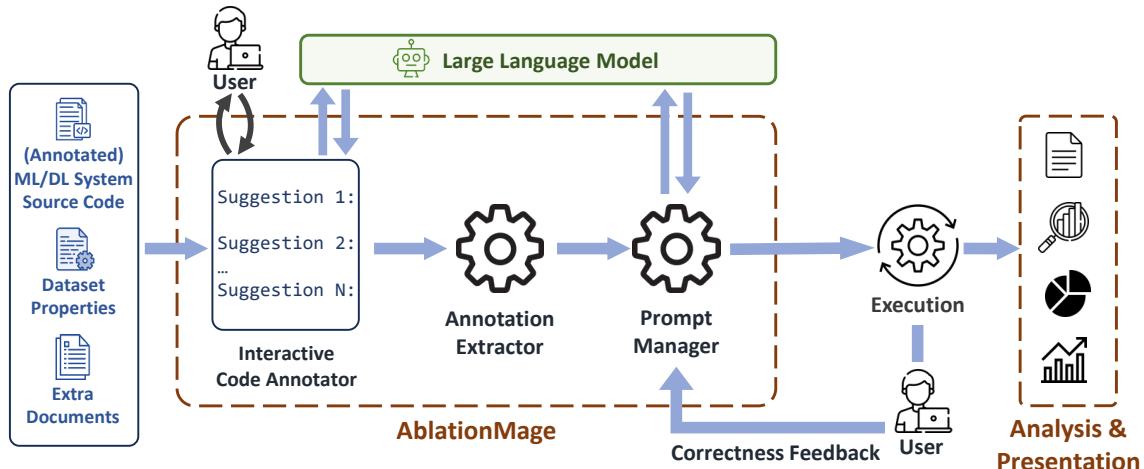 User
Large Language Model
(Annotated)
ML/DL System
Source Code
Dataset
Properties
Extra
Documents
Suggestion 1:
Suggestion 2:
…
Suggestion N:
Interactive
Code Annotator
Annotation
Extractor
Prompt
Manager
Execution
AblationMage
Correctness Feedback
User
Analysis &
Presentation